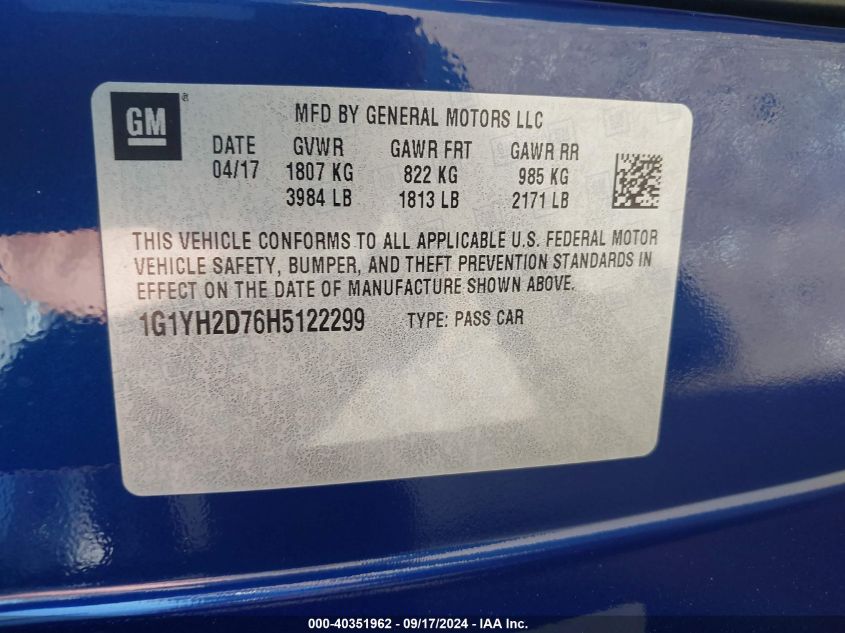 GM
MFD BY GENERAL MOTORS LLC
DATE GVWR GAWR FRT GAWR RR
04/17 1807 KG 822 KG 985 KG
3984 LB 1813 LB 2171 LB
THIS VEHICLE CONFORMS TO ALL APPLICABLE U.S. FEDERAL MOTOR
VEHICLE SAFETY, BUMPER, AND THEFT PREVENTION STANDARDS IN
EFFECT ON THE DATE OF MANUFACTURE SHOWN ABOVE.
1G1YH2D76H5122299 TYPE: PASS CAR
000-40351962 - 09/17/2024 - IAA Inc.